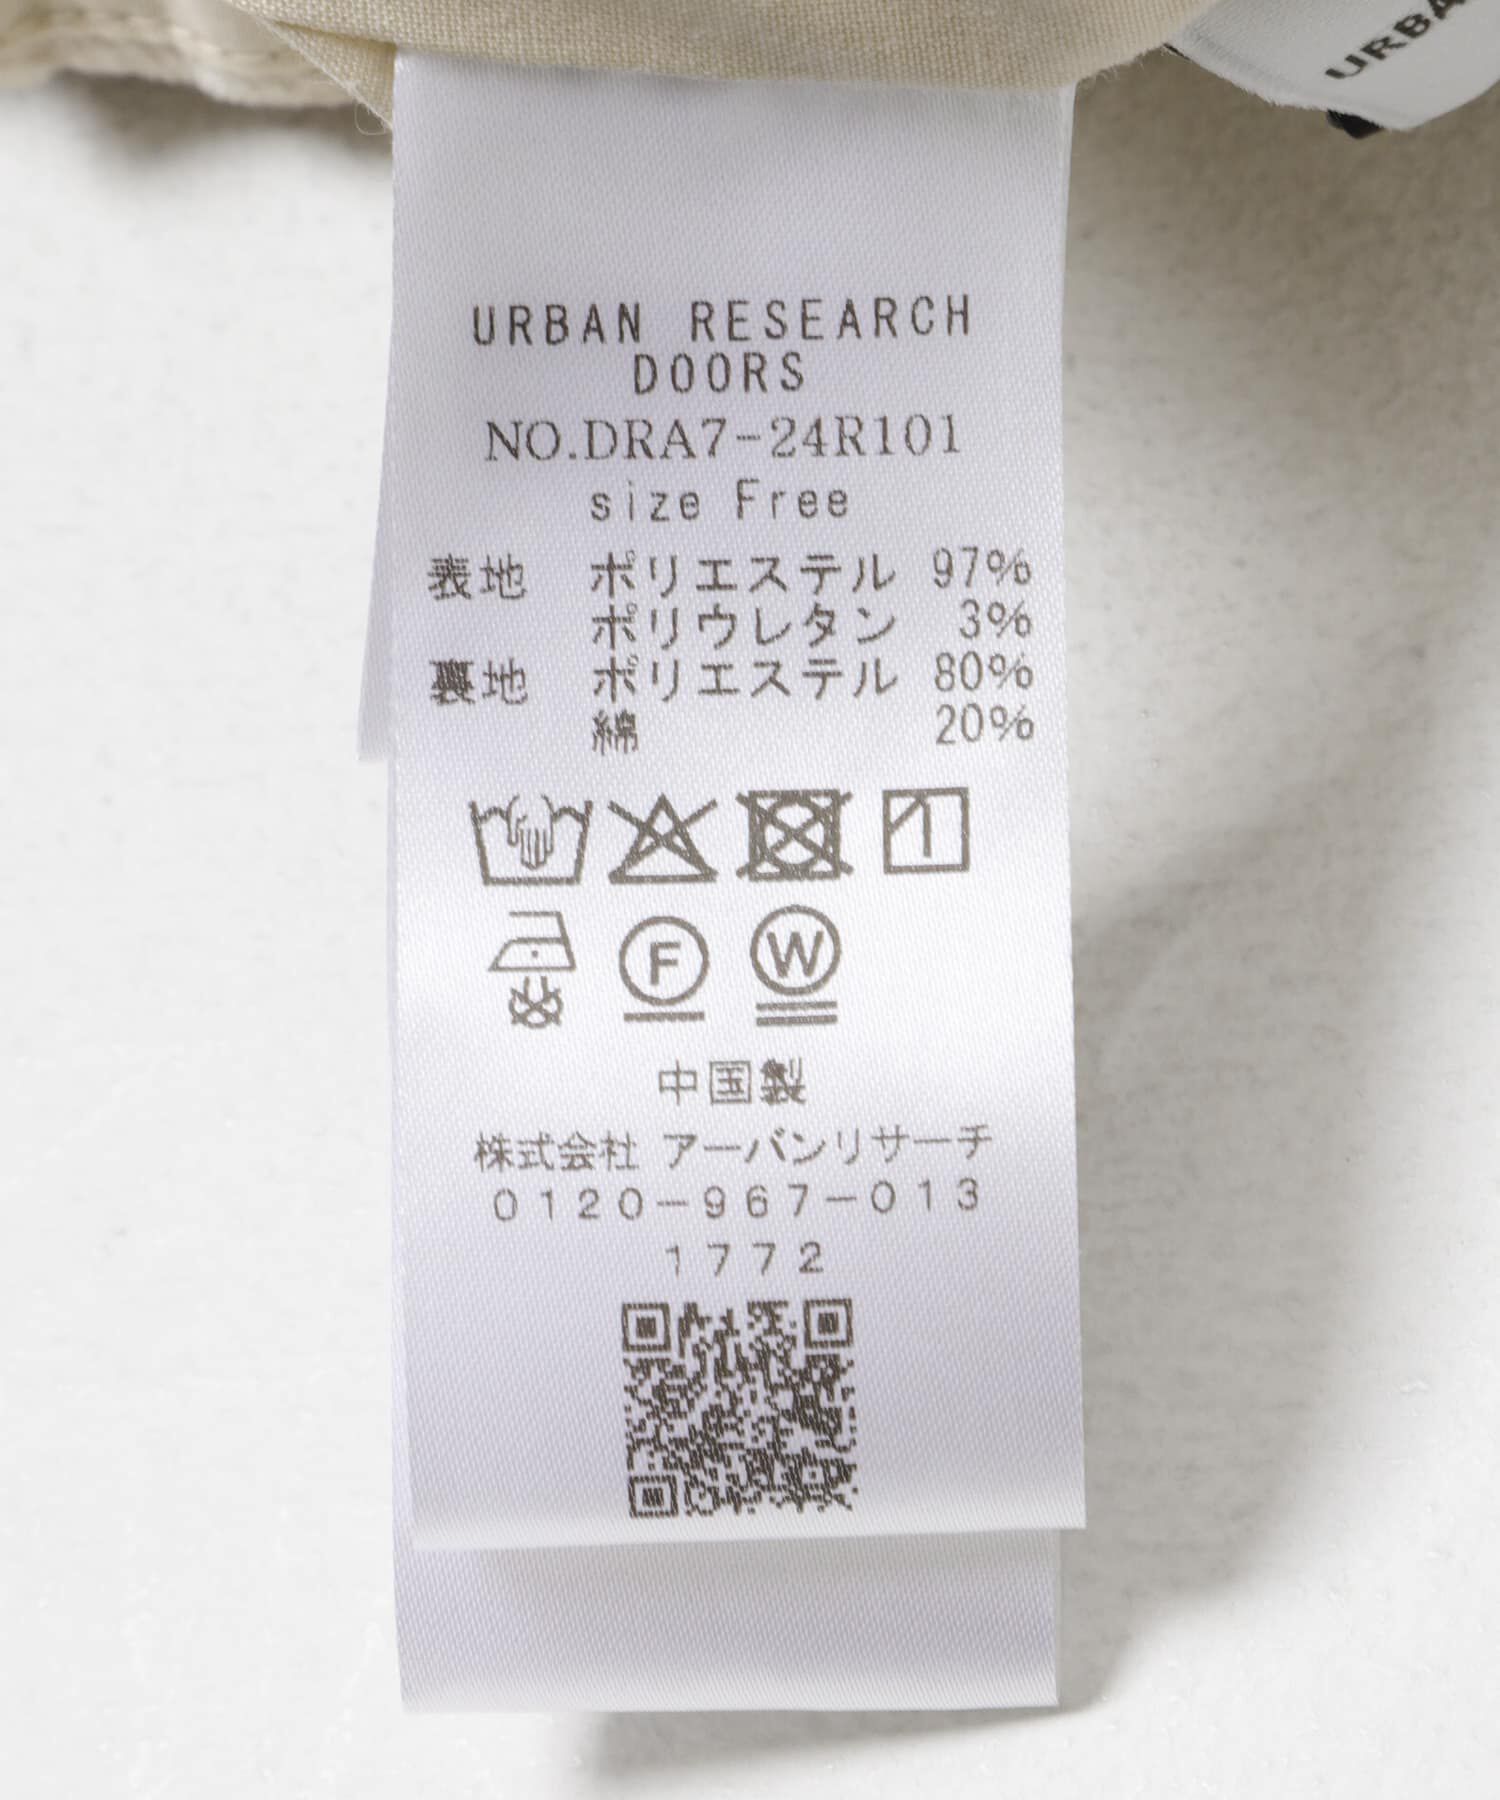 URBA
URBAN RESEARCH
DOORS
NO.DRA7-24R101
size Free
表地 ポリエステル 97%
ポリウレタン 3%
裏地 ポリエステル 80%
綿 20%
F W
中国製
株式会社 アーバンリサーチ
0120-967-013
1772